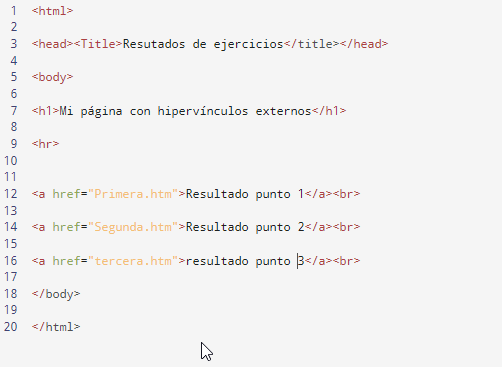 1 <html>
2
3 <head><Title>Resutados de ejercicios</title></head>
4
5 <body>
6
7 <h1>Mi página con hipervínculos externos</h1>
8
9 <hr>
10
11
12 <a href="Primera.htm">Resultado punto 1</a><br>
13
14 <a href="Segunda.htm">Resultado punto 2</a><br>
15
16 <a href="tercera.htm">resultado punto 3</a><br>
17
18 </body>
19
20 </html>